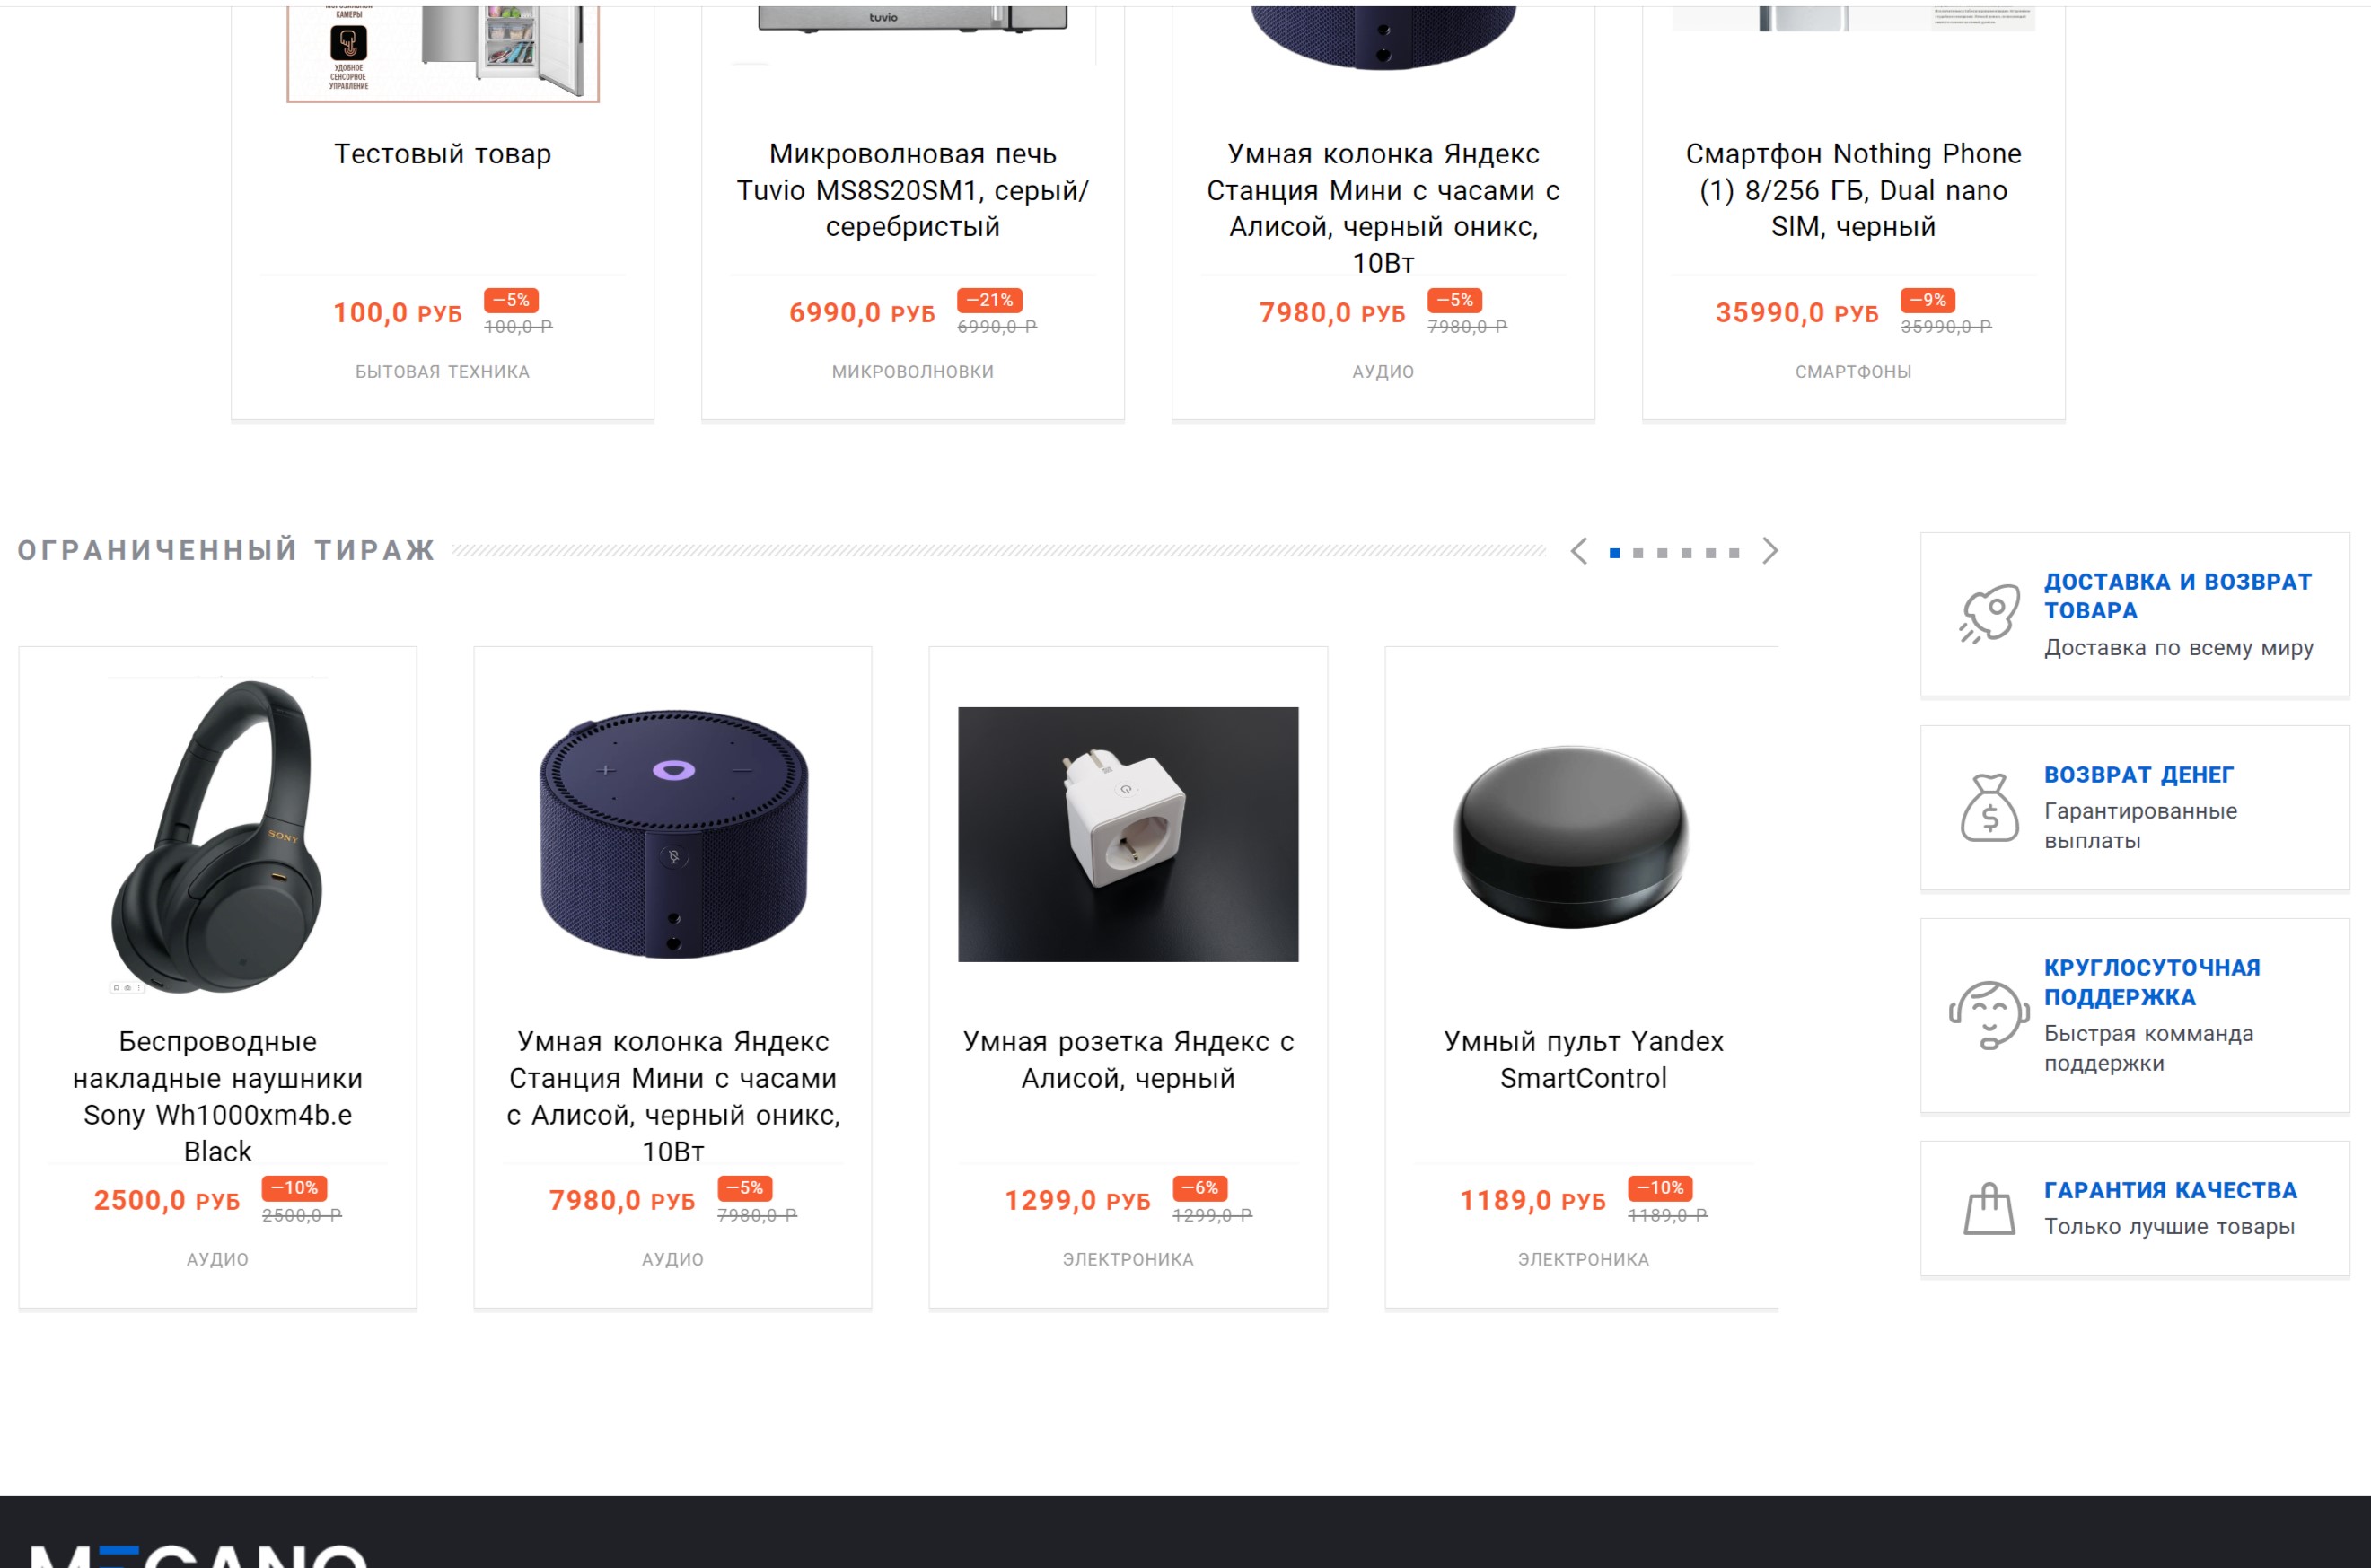 КАМЕРЫ
УДОБНОЕ
СЕНСОРНОЕ
УПРАВЛЕНИЕ
tuvio
Тестовый товар
100,0 РУБ
−5%
100,0 Р
БЫТОВАЯ ТЕХНИКА
Микроволновая печь
Tuvio MS8S20SM1, серый/
серебристый
6990,0 РУБ
−21%
6990,0 Р
МИКРОВОЛНОВКИ
Умная колонка Яндекс
Станция Мини с часами с
Алисой, черный оникс,
10Вт
7980,0 РУБ
−5%
7980,0 Р
АУДИО
Смартфон Nothing Phone
(1) 8/256 ГБ, Dual nano
SIM, черный
35990,0 РУБ
−9%
35990,0 Р
СМАРТФОНЫ
ОГРАНИЧЕННЫЙ ТИРАЖ
SONY
Беспроводные
накладные наушники
Sony Wh1000xm4b.e
Black
2500,0 РУБ
−10%
2500,0 Р
АУДИО
Умная колонка Яндекс
Станция Мини с часами
с Алисой, черный оникс,
10Вт
7980,0 РУБ
−5%
7980,0 Р
АУДИО
Умная розетка Яндекс с
Алисой, черный
1299,0 РУБ
−6%
1299,0 Р
ЭЛЕКТРОНИКА
Умный пульт Yandex
SmartControl
1189,0 РУБ
−10%
1189,0 Р
ЭЛЕКТРОНИКА
ДОСТАВКА И ВОЗВРАТ
ТОВАРА
Доставка по всему миру
ВОЗВРАТ ДЕНЕГ
Гарантированные
выплаты
КРУГЛОСУТОЧНАЯ
ПОДДЕРЖКА
Быстрая комманда
поддержки
ГАРАНТИЯ КАЧЕСТВА
Только лучшие товары
MEGANO